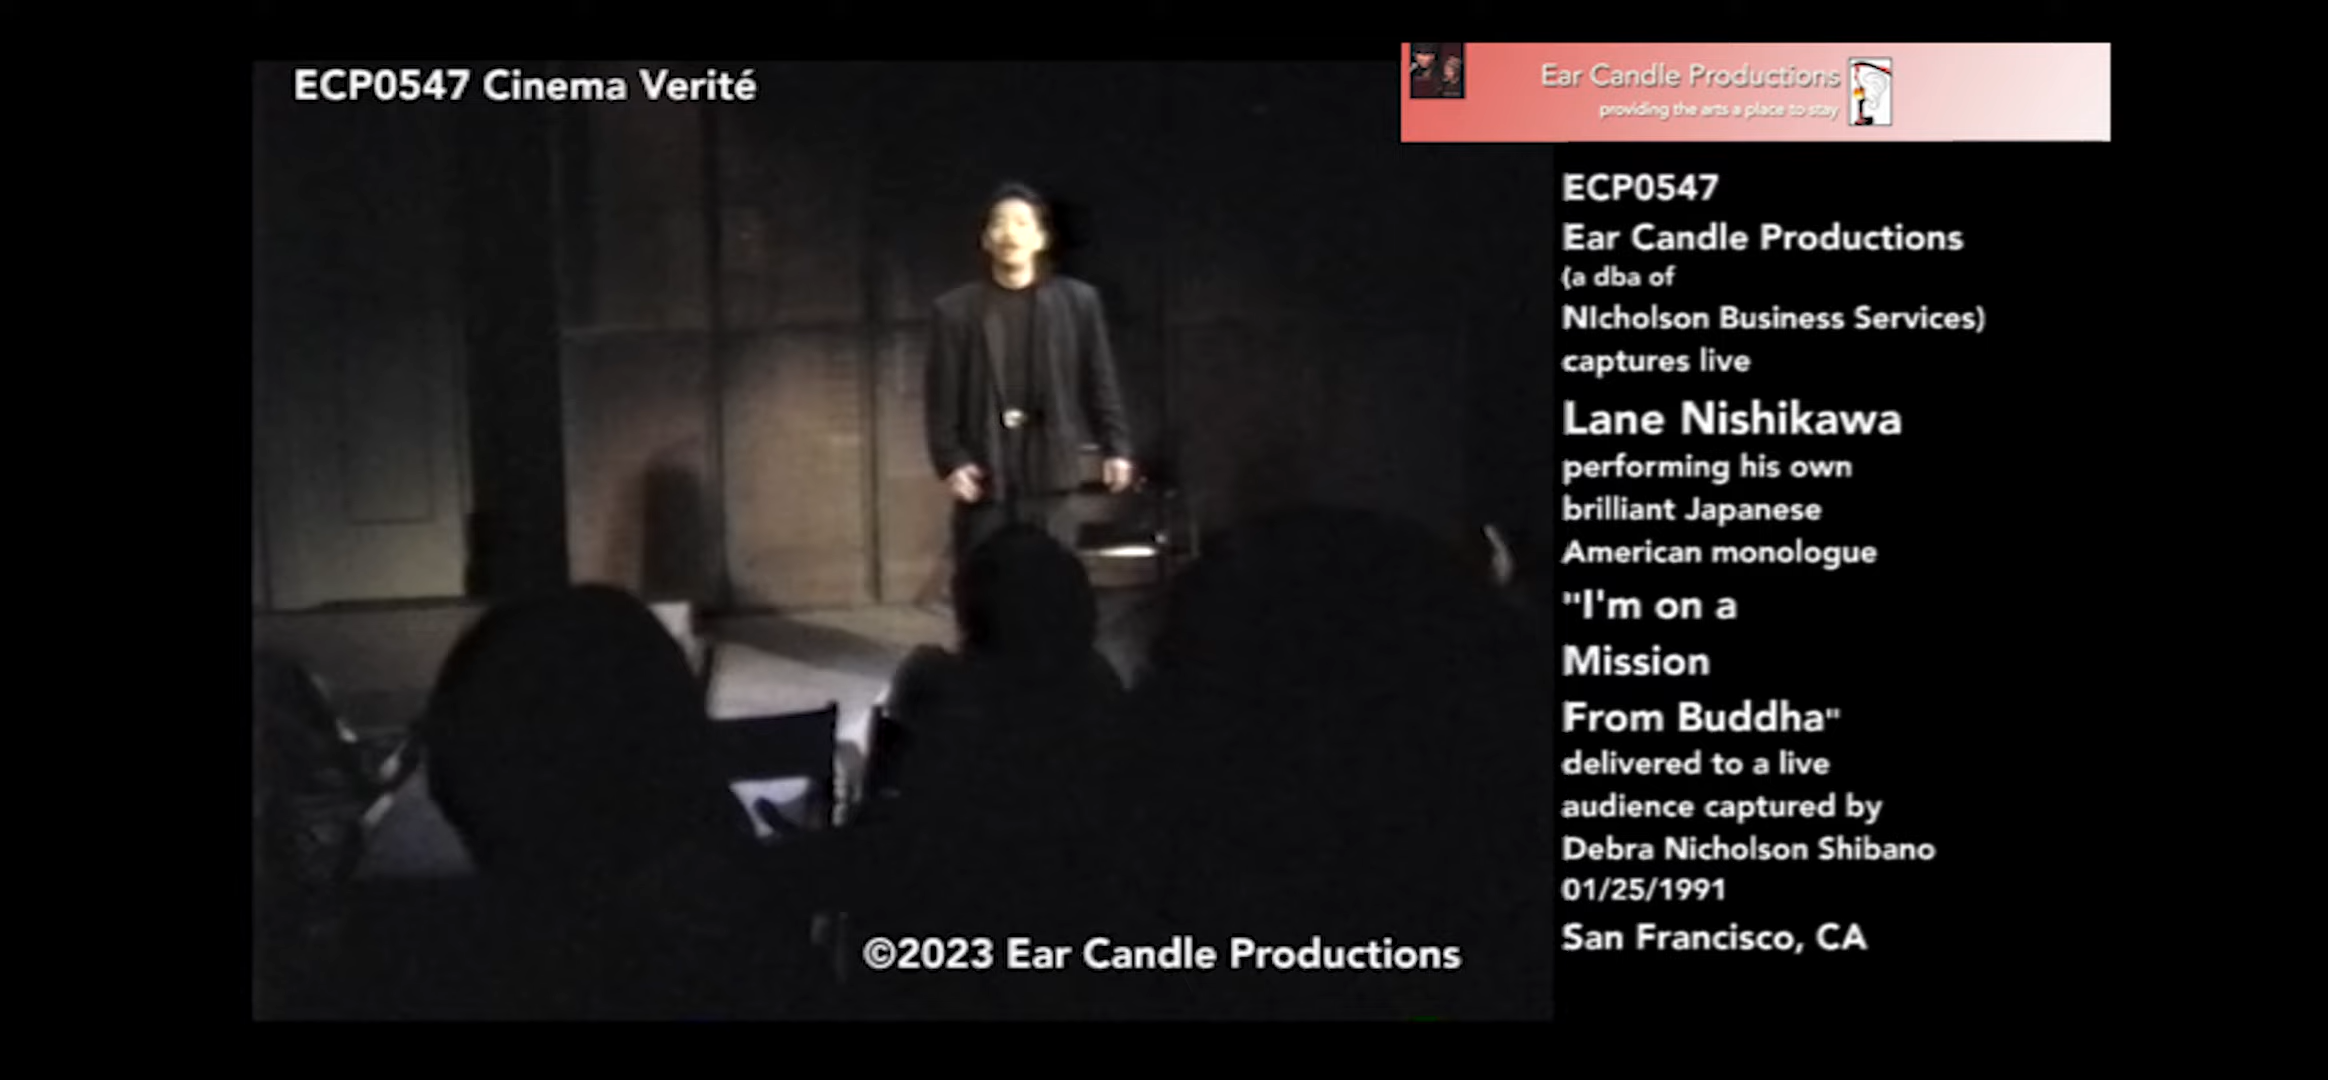 ECP0547 Cinema Verité
Ear Candle Productions
providing the arts a place to stay
ECP0547
Ear Candle Productions
(a dba of
NIcholson Business Services)
captures live
Lane Nishikawa
performing his own
brilliant Japanese
American monologue
"I'm on a
Mission
From Buddha"
delivered to a live
audience captured by
Debra Nicholson Shibano
01/25/1991
San Francisco, CA
©2023 Ear Candle Productions